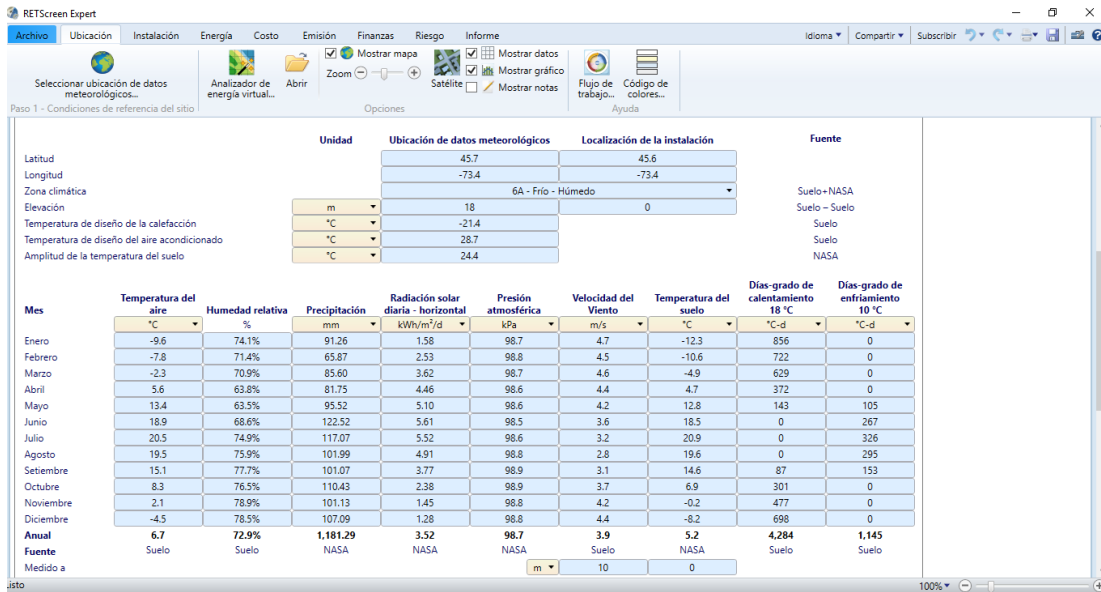 RETScreen Expert
Archivo Ubicación Instalación Energía Costo Emisión Finanzas Riesgo Informe Idioma Compartir Subscribir
Seleccionar ubicación de datos meteorológicos...
Paso 1 - Condiciones de referencia del sitio
Analizador de energía virtual...
Abrir
Mostrar mapa
Zoom
Satélite
Mostrar datos
Mostrar gráfico
Mostrar notas
Opciones
Flujo de trabajo...
Código de colores...
Ayuda
Unidad Ubicación de datos meteorológicos Localización de la instalación Fuente
Latitud 45.7 45.6
Longitud -73.4 -73.4
Zona climática 6A - Frío - Húmedo Suelo+NASA
Elevación m 18 0 Suelo – Suelo
Temperatura de diseño de la calefacción °C -21.4 Suelo
Temperatura de diseño del aire acondicionado °C 28.7 Suelo
Amplitud de la temperatura del suelo °C 24.4 NASA
Mes Temperatura del aire Humedad relativa Precipitación Radiación solar diaria - horizontal Presión atmosférica Velocidad del Viento Temperatura del suelo Días-grado de calentamiento 18 °C Días-grado de enfriamiento 10 °C
°C % mm kWh/m²/d kPa m/s °C °C-d °C-d
Enero -9.6 74.1% 91.26 1.58 98.7 4.7 -12.3 856 0
Febrero -7.8 71.4% 65.87 2.53 98.8 4.5 -10.6 722 0
Marzo -2.3 70.9% 85.60 3.62 98.7 4.6 -4.9 629 0
Abril 5.6 63.8% 81.75 4.46 98.6 4.4 4.7 372 0
Mayo 13.4 63.5% 95.52 5.10 98.6 4.2 12.8 143 105
Junio 18.9 68.6% 122.52 5.61 98.5 3.6 18.5 0 267
Julio 20.5 74.9% 117.07 5.52 98.6 3.2 20.9 0 326
Agosto 19.5 75.9% 101.99 4.91 98.8 2.8 19.6 0 295
Setiembre 15.1 77.7% 101.07 3.77 98.9 3.1 14.6 87 153
Octubre 8.3 76.5% 110.43 2.38 98.9 3.7 6.9 301 0
Noviembre 2.1 78.9% 101.13 1.45 98.8 4.2 -0.2 477 0
Diciembre -4.5 78.5% 107.09 1.28 98.8 4.4 -8.2 698 0
Anual 6.7 72.9% 1,181.29 3.52 98.7 3.9 5.2 4,284 1,145
Fuente Suelo Suelo NASA NASA NASA Suelo NASA Suelo Suelo
Medido a m 10 0
isto 100%